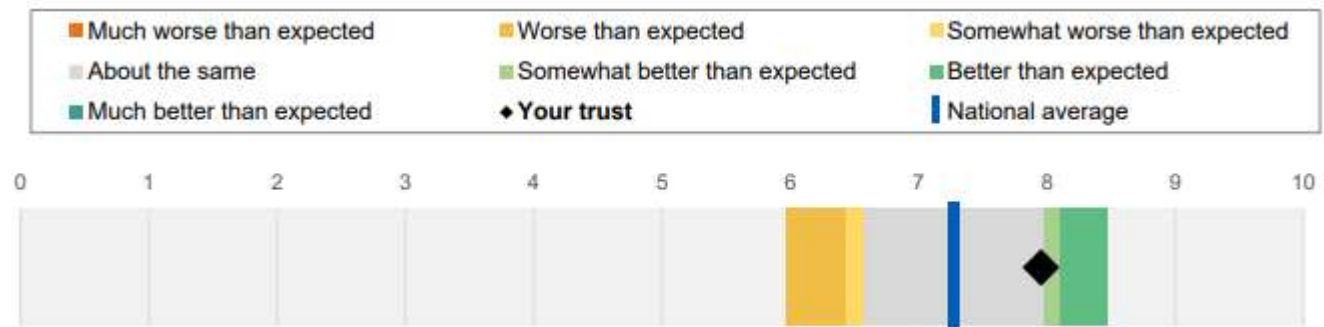 Much worse than expected Worse than expected Somewhat worse than expected
About the same Somewhat better than expected Better than expected
Much better than expected Your trust National average
0 1 2 3 4 5 6 7 8 9 10